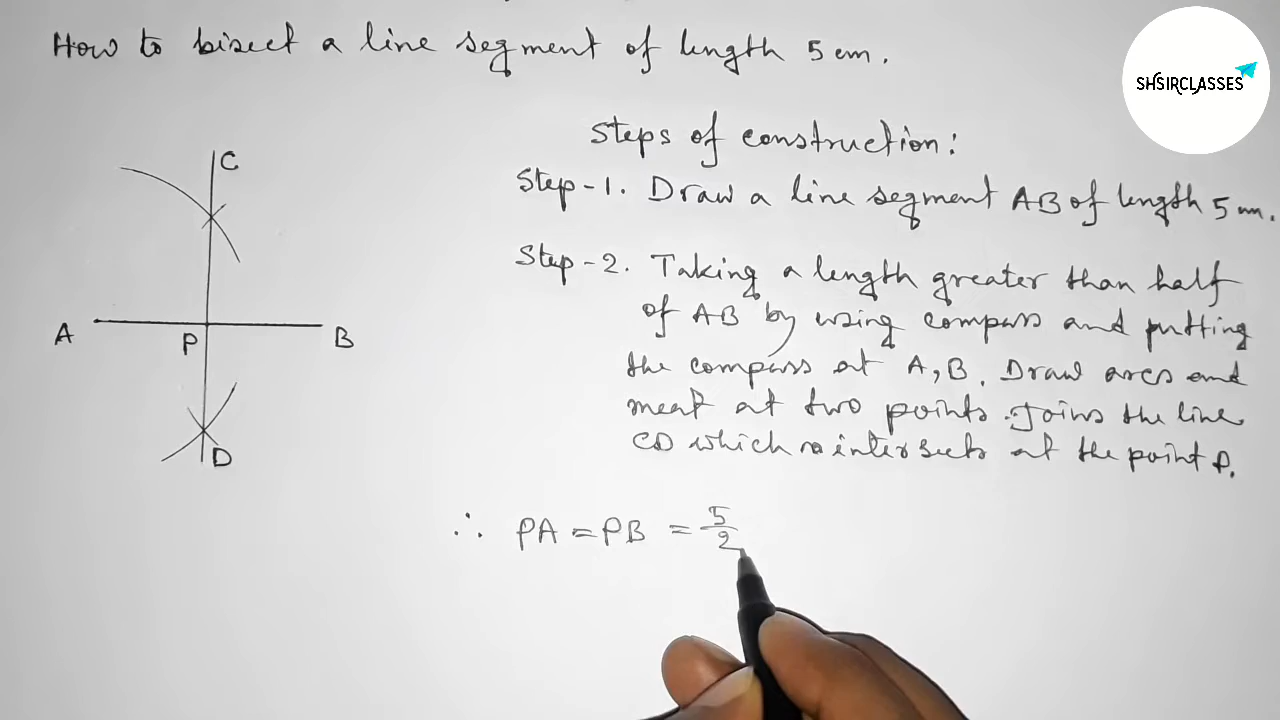 How to bisect a line segment of length 5 cm.
SHSIRCLASSES
Steps of construction:
Step-1. Draw a line segment AB of length 5 cm.
Step-2. Taking a length greater than half
of AB by using compass and putting
the compass at A, B. Draw arcs and
meat at two points. Joins the line
CD which intersects at the point P.
C
A
P
B
D
∴ PA = PB = 5/2